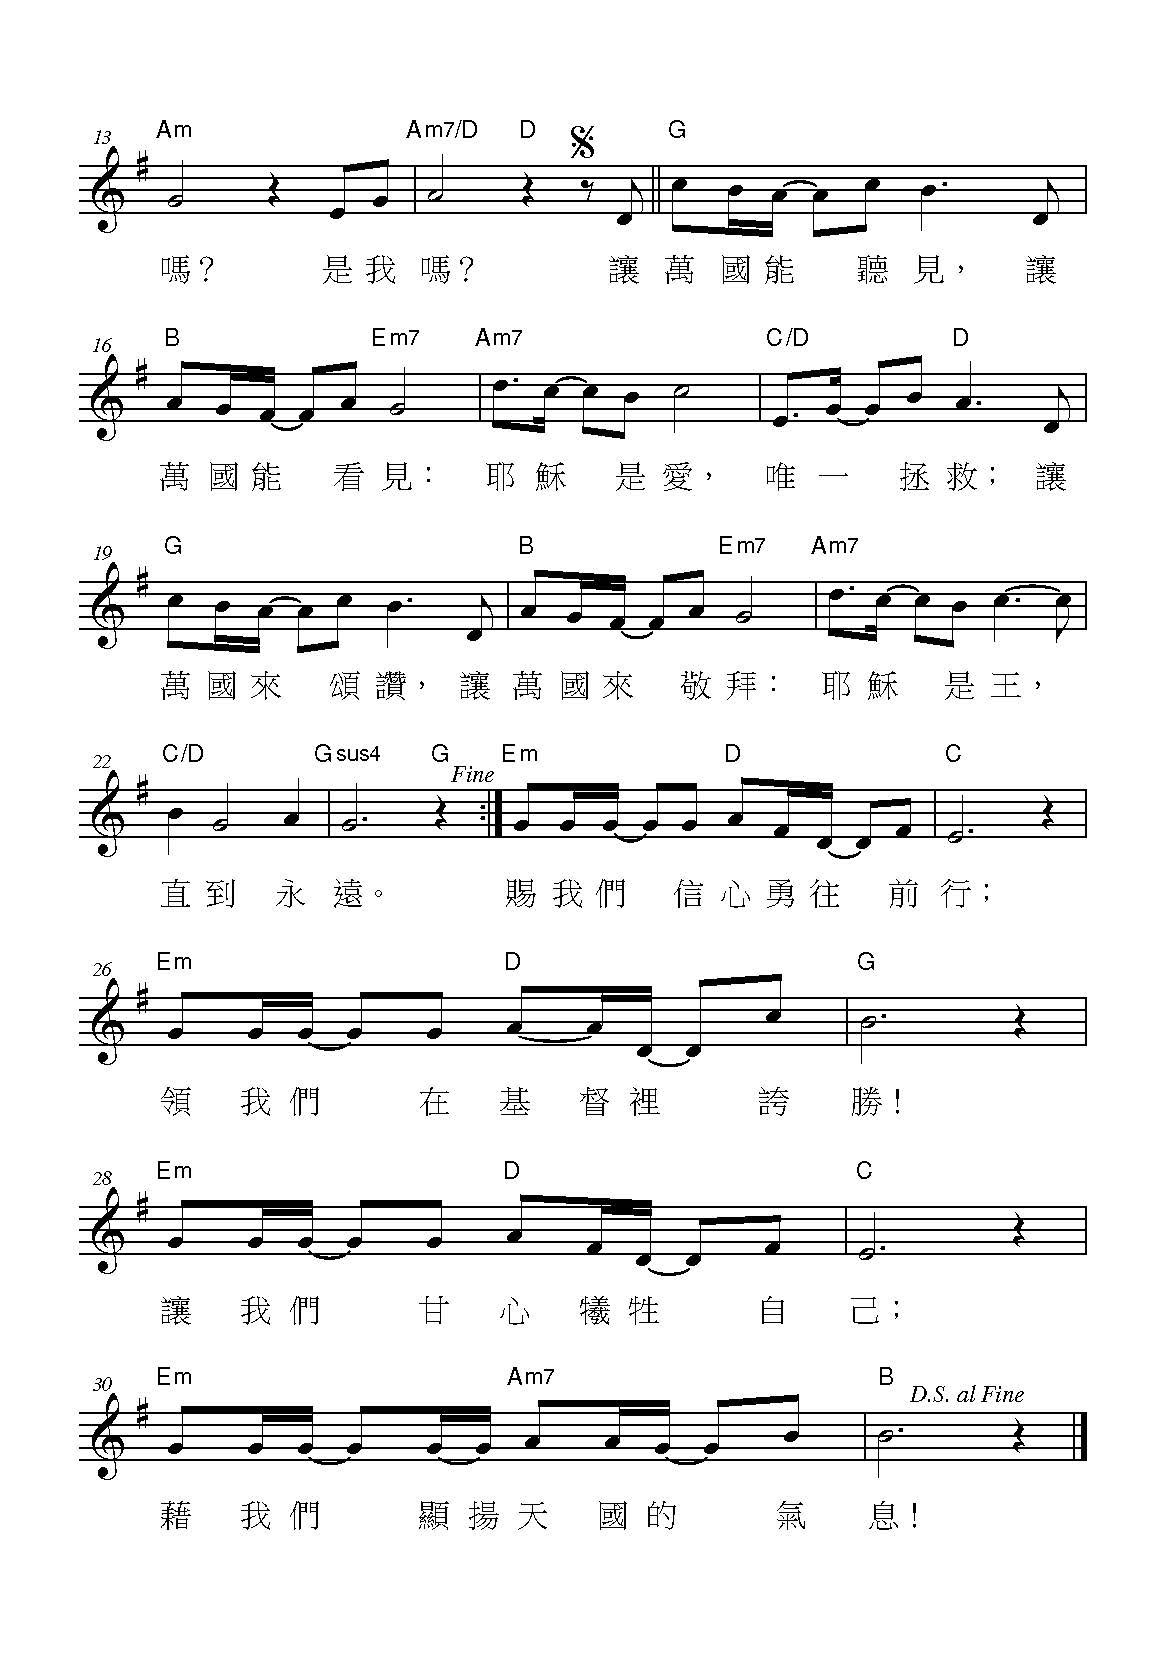 Am Am7/D D G
13
嗎？ 是 我 嗎？ 讓 萬 國 能 聽 見， 讓
B Em7 Am7 C/D D
16
萬 國 能 看 見： 耶 穌 是 愛， 唯 一 拯 救； 讓
G B Em7 Am7
19
萬 國 來 頌 讚， 讓 萬 國 來 敬 拜： 耶 穌 是 王，
C/D Gsus4 G Em D C
22 Fine
直 到 永 遠。 賜 我 們 信 心 勇 往 前 行；
Em D G
26
領 我 們 在 基 督 裡 誇 勝！
Em D C
28
讓 我 們 甘 心 犧 牲 自 己；
Em Am7 B
30 D.S. al Fine
藉 我 們 顯 揚 天 國 的 氣 息！